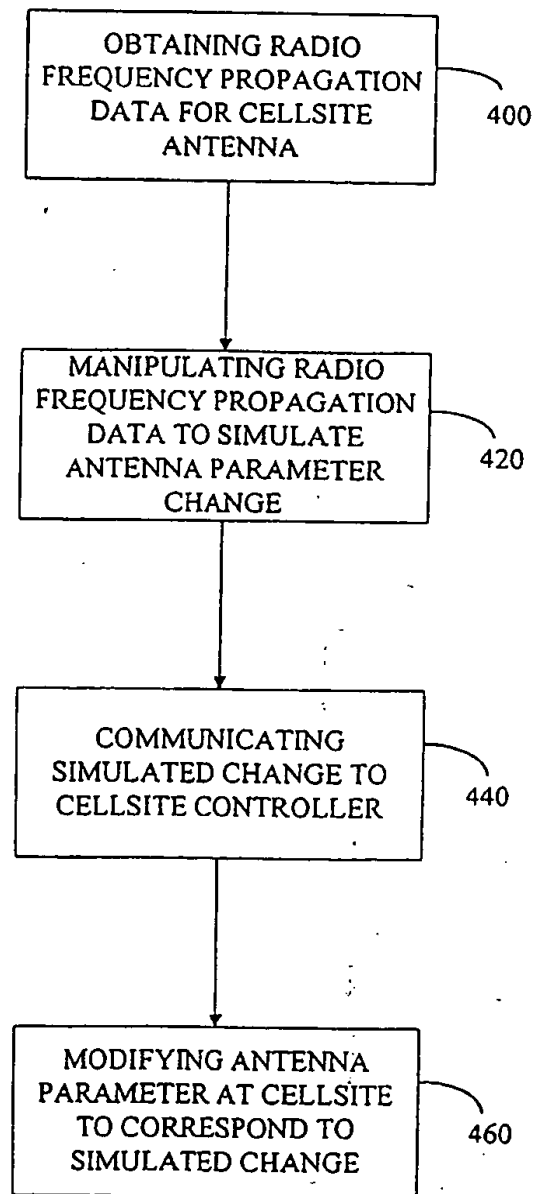 OBTAINING RADIO
FREQUENCY PROPAGATION
DATA FOR CELLSITE
ANTENNA
400
MANIPULATING RADIO
FREQUENCY PROPAGATION
DATA TO SIMULATE
ANTENNA PARAMETER
CHANGE
420
COMMUNICATING
SIMULATED CHANGE TO
CELLSITE CONTROLLER
440
MODIFYING ANTENNA
PARAMETER AT CELLSITE
TO CORRESPOND TO
SIMULATED CHANGE
460